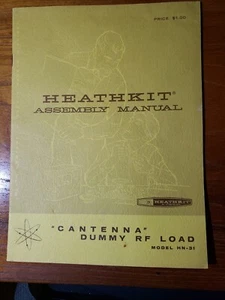 PRICE: $1.00
HEATHKIT®
ASSEMBLY MANUAL
HEATHKIT
"CANTENNA"
DUMMY RF LOAD
MODEL HN-31